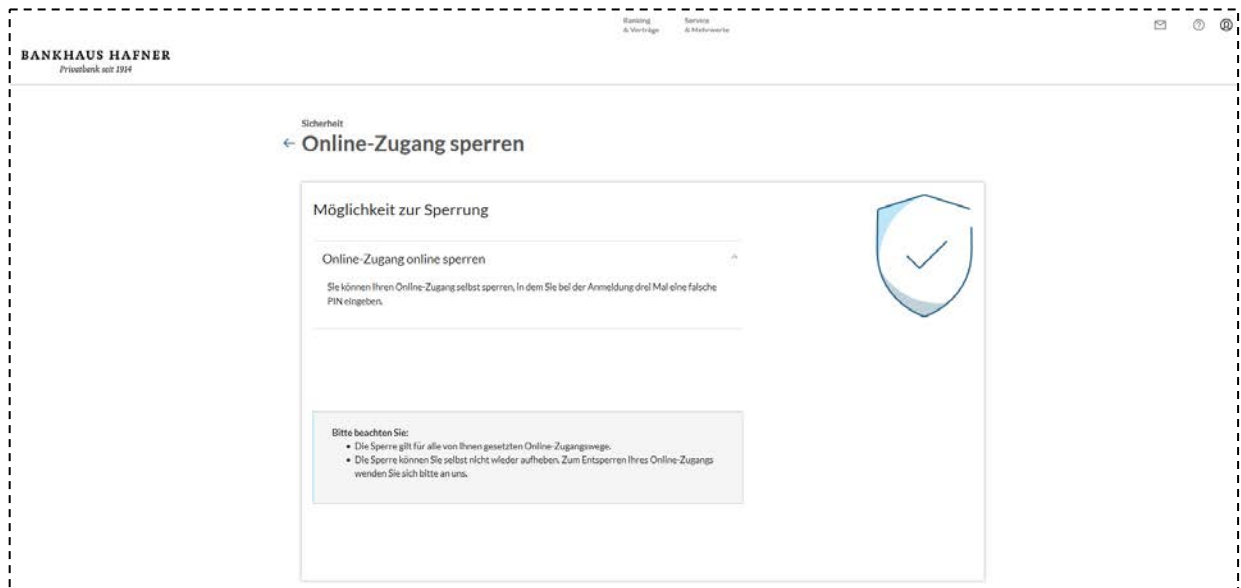 Banking
& Verträge
Service
& Mehrwerte
BANKHAUS HAFNER
Privatbank seit 1914
Sicherheit
← Online-Zugang sperren
Möglichkeit zur Sperrung
Online-Zugang online sperren
Sie können Ihren Online-Zugang selbst sperren, in dem Sie bei der Anmeldung drei Mal eine falsche
PIN eingeben.
Bitte beachten Sie:
• Die Sperre gilt für alle von Ihnen gesetzten Online-Zugangswege.
• Die Sperre können Sie selbst nicht wieder aufheben. Zum Entsperren Ihres Online-Zugangs
wenden Sie sich bitte an uns.